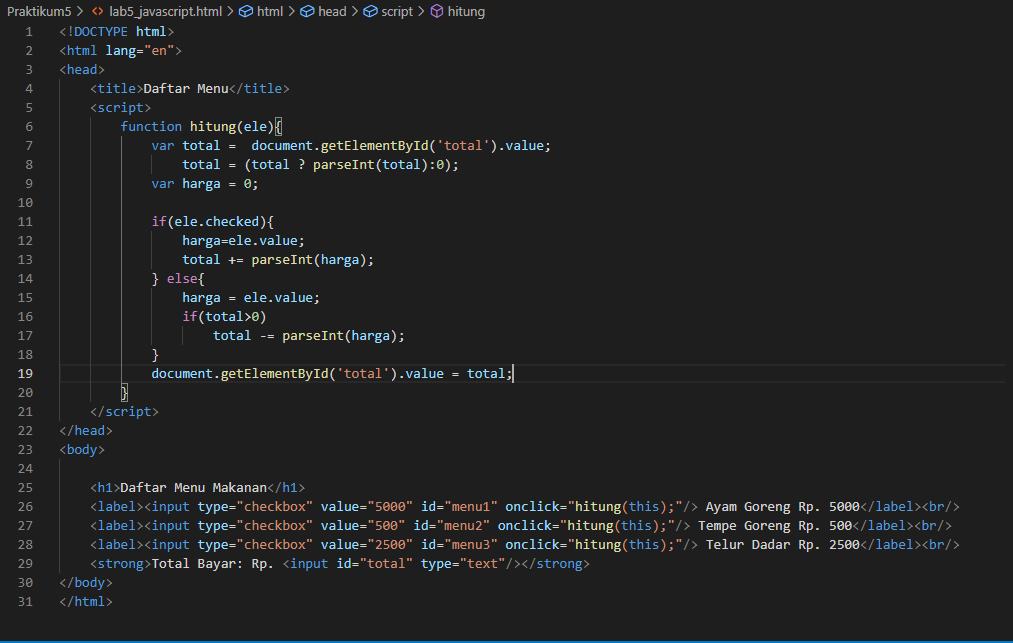 Praktikum5 > <> lab5_javascript.html > html > head > script > hitung
1 <!DOCTYPE html>
2 <html lang="en">
3 <head>
4     <title>Daftar Menu</title>
5     <script>
6         function hitung(ele){
7             var total =  document.getElementById('total').value;
8                 total = (total ? parseInt(total):0);
9             var harga = 0;
10
11             if(ele.checked){
12                 harga=ele.value;
13                 total += parseInt(harga);
14             } else{
15                 harga = ele.value;
16                 if(total>0)
17                     total -= parseInt(harga);
18             }
19             document.getElementById('total').value = total;
20         }
21     </script>
22 </head>
23 <body>
24
25     <h1>Daftar Menu Makanan</h1>
26     <label><input type="checkbox" value="5000" id="menu1" onclick="hitung(this);"/> Ayam Goreng Rp. 5000</label><br/>
27     <label><input type="checkbox" value="500" id="menu2" onclick="hitung(this);"/> Tempe Goreng Rp. 500</label><br/>
28     <label><input type="checkbox" value="2500" id="menu3" onclick="hitung(this);"/> Telur Dadar Rp. 2500</label><br/>
29     <strong>Total Bayar: Rp. <input id="total" type="text"/></strong>
30 </body>
31 </html>